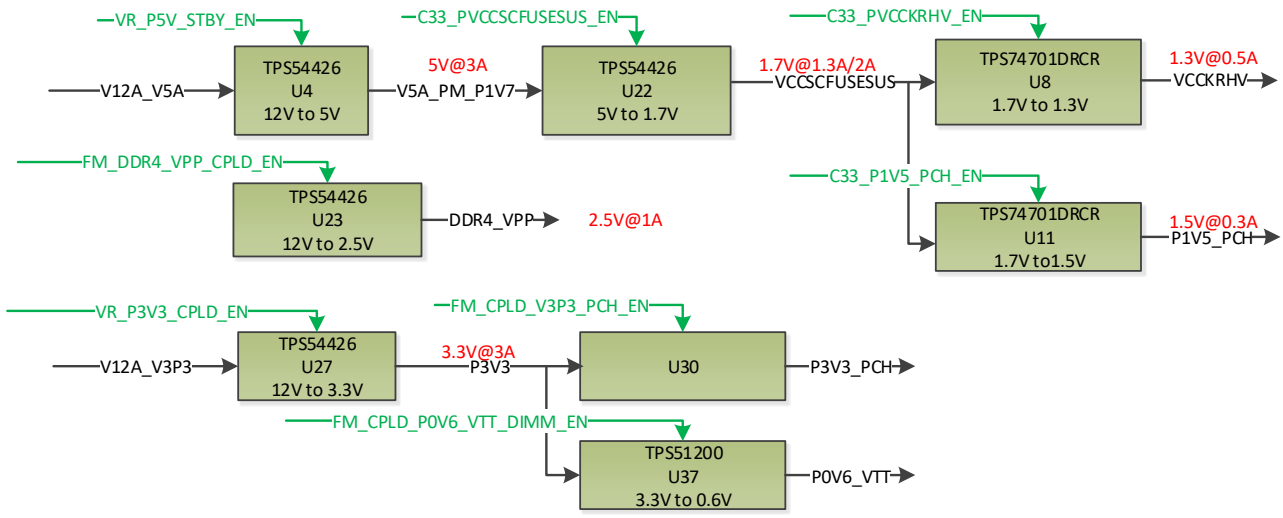 VR_P5V_STBY_EN
C33_PVCCSCFUSESUS_EN
C33_PVCCKRHV_EN
V12A_V5A
TPS54426
U4
12V to 5V
5V@3A
V5A_PM_P1V7
TPS54426
U22
5V to 1.7V
1.7V@1.3A/2A
VCCSCFUSESUS
TPS74701DRCR
U8
1.7V to 1.3V
1.3V@0.5A
VCCKRHV
FM_DDR4_VPP_CPLD_EN
TPS54426
U23
12V to 2.5V
DDR4_VPP
2.5V@1A
C33_P1V5_PCH_EN
TPS74701DRCR
U11
1.7V to1.5V
1.5V@0.3A
P1V5_PCH
VR_P3V3_CPLD_EN
FM_CPLD_V3P3_PCH_EN
V12A_V3P3
TPS54426
U27
12V to 3.3V
3.3V@3A
P3V3
U30
P3V3_PCH
FM_CPLD_P0V6_VTT_DIMM_EN
TPS51200
U37
3.3V to 0.6V
P0V6_VTT